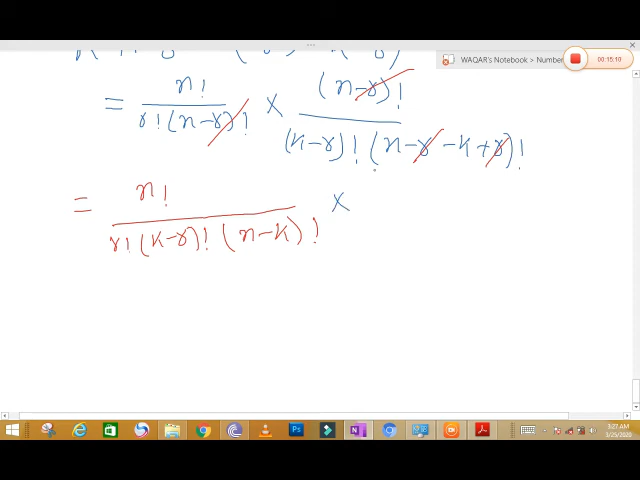 WAQAR's Notebook > Number
00:15:10
= n! / r!(n-r)! × (n-r)! / (k-r)!(n-r-k+r)!
= n! / r!(k-r)!(n-k)! ×
3:27 AM
3/25/2020